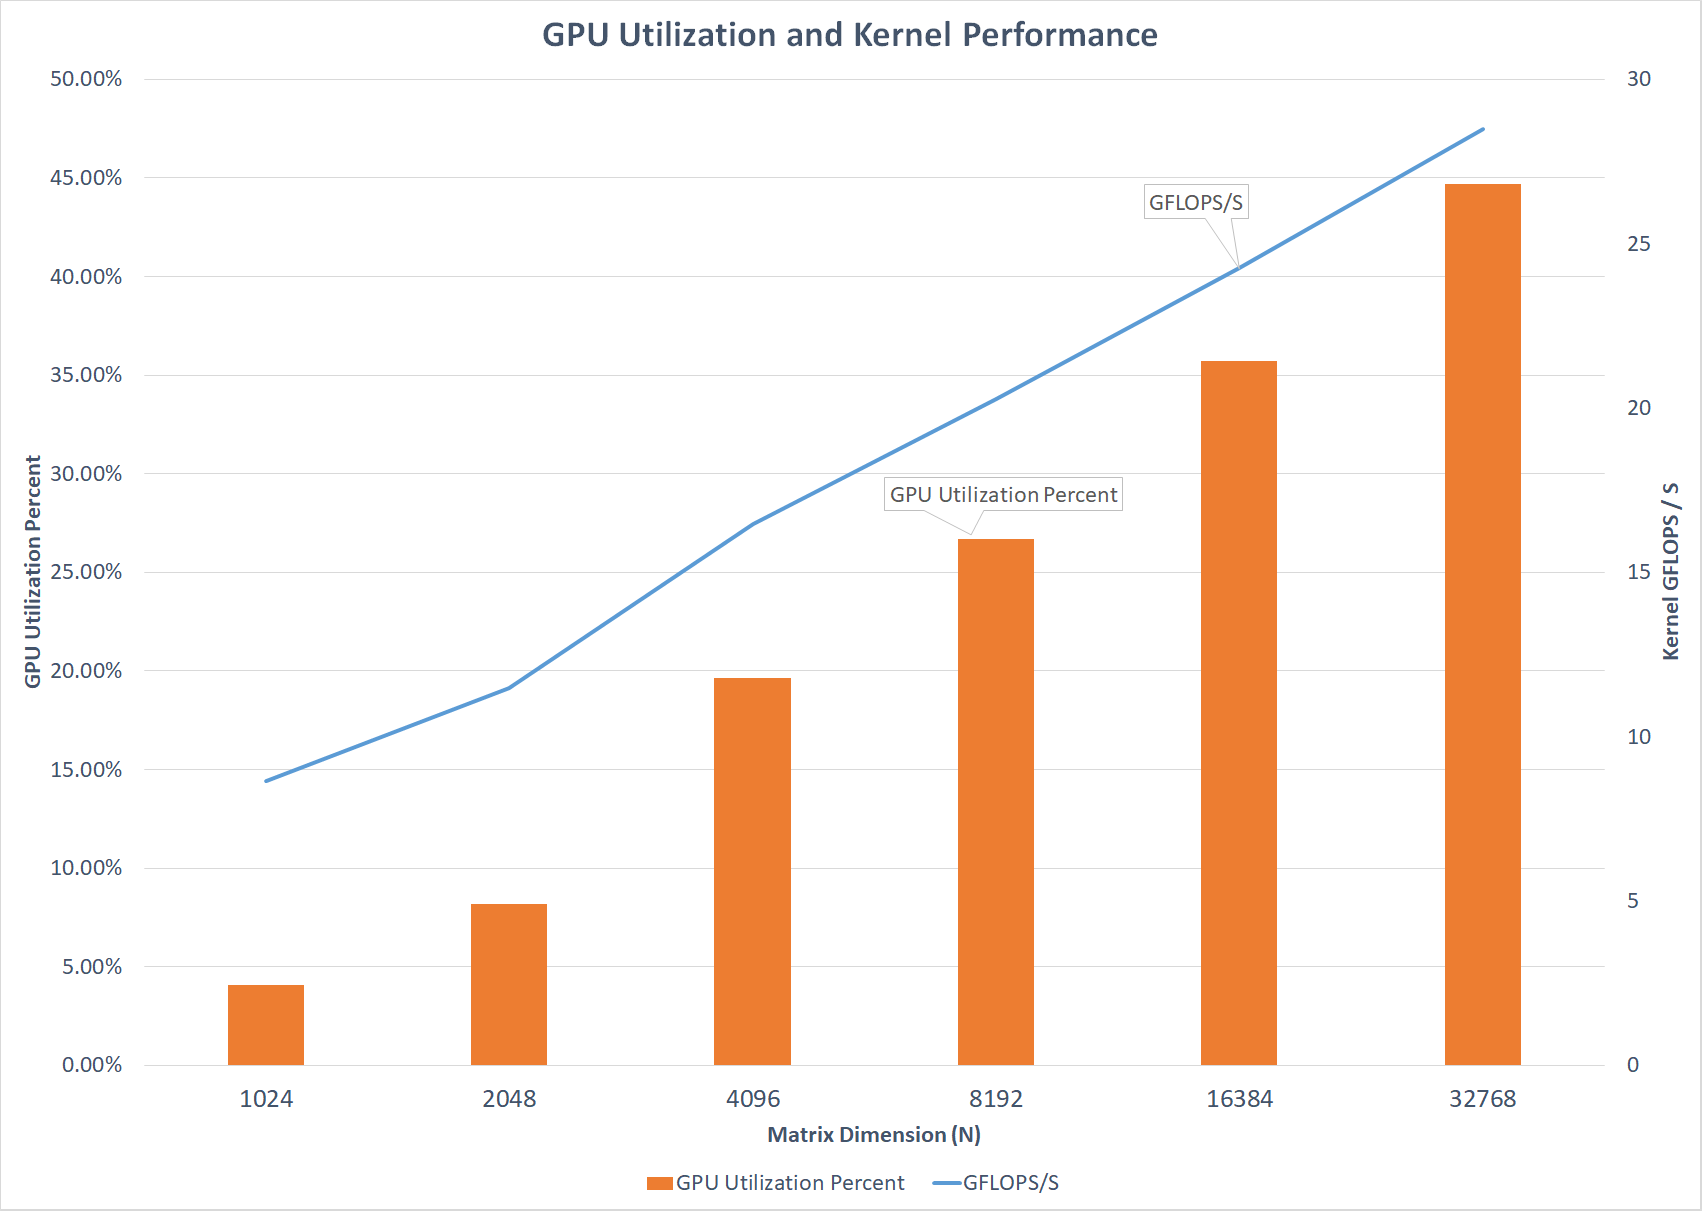 GPU Utilization and Kernel Performance
50.00%
45.00%
40.00%
35.00%
30.00%
25.00%
20.00%
15.00%
10.00%
5.00%
0.00%
GPU Utilization Percent
30
25
20
15
10
5
0
Kernel GFLOPS / S
GFLOPS/S
GPU Utilization Percent
1024 2048 4096 8192 16384 32768
Matrix Dimension (N)
GPU Utilization Percent GFLOPS/S